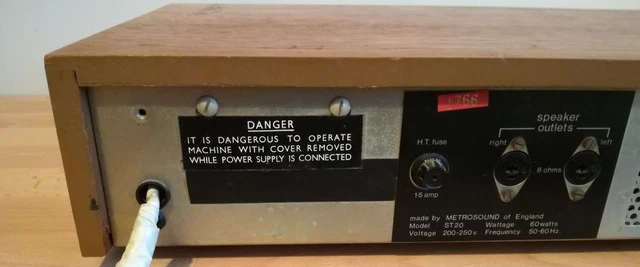 DANGER
IT IS DANGEROUS TO OPERATE
MACHINE WITH COVER REMOVED
WHILE POWER SUPPLY IS CONNECTED
1766
speaker
outlets
H.T. fuse
right
left
8 ohms
15 amp
made by METROSOUND of England
Model ST20 Wattage 60watts
Voltage 200-250v. Frequency 50-60Hz.